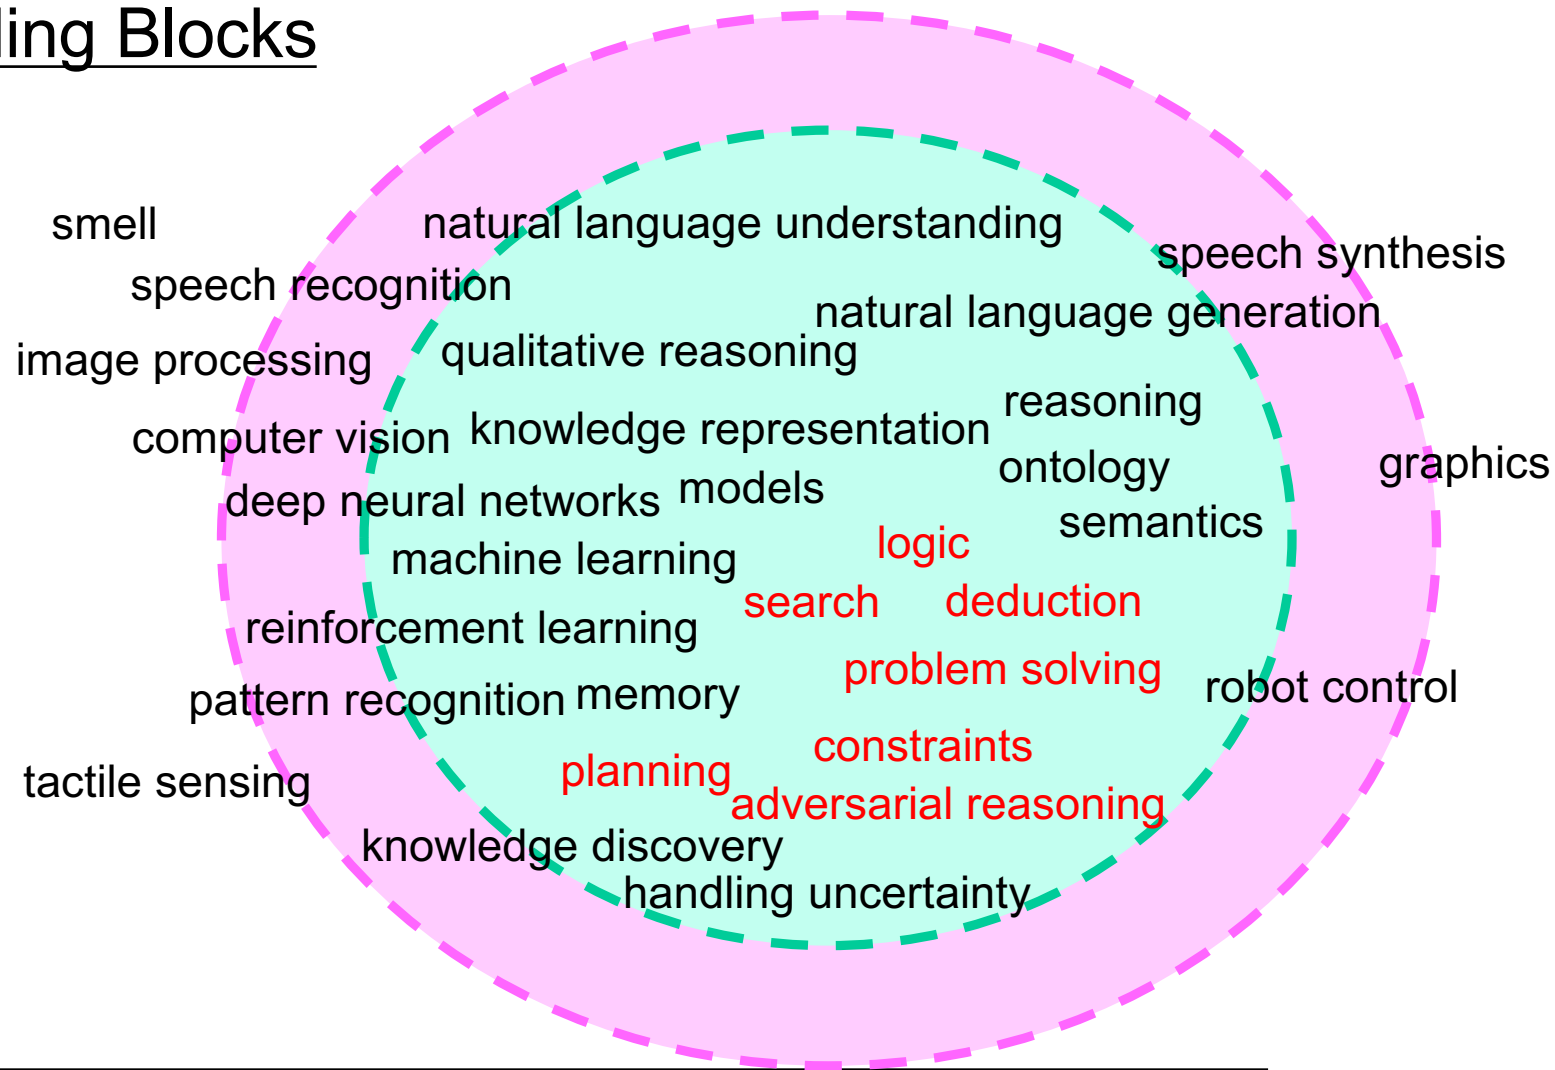 ling Blocks
smell
natural language understanding
speech synthesis
speech recognition
natural language generation
image processing
qualitative reasoning
reasoning
computer vision
knowledge representation
graphics
ontology
deep neural networks
models
semantics
logic
machine learning
search
deduction
reinforcement learning
problem solving
robot control
pattern recognition
memory
constraints
planning
tactile sensing
adversarial reasoning
knowledge discovery
handling uncertainty